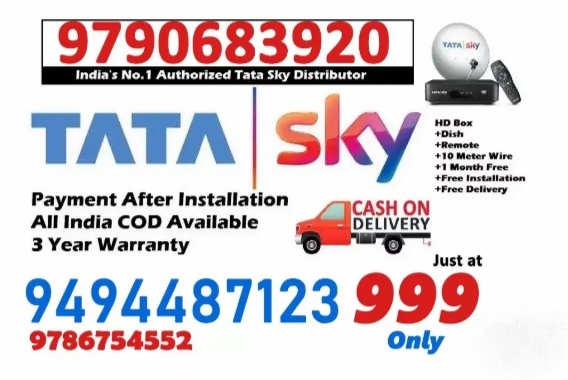 9790683920
India's No.1 Authorized Tata Sky Distributor
TATA sky
TATA sky
HD Box
+Dish
+Remote
+10 Meter Wire
+1 Month Free
+Free Installation
+Free Delivery
Payment After Installation
All India COD Available
3 Year Warranty
CASH ON
DELIVERY
Just at
9494487123 999
9786754552
Only